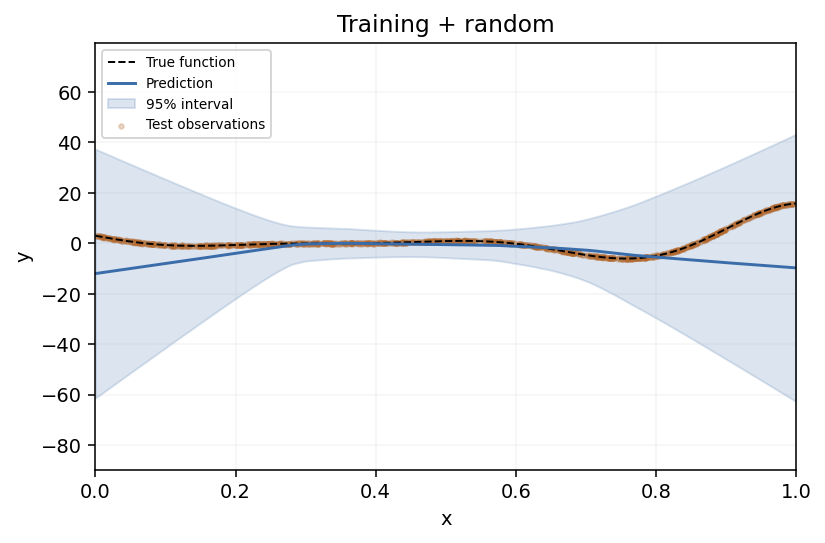 Training + random
True function
Prediction
95% interval
Test observations
60
40
20
0
−20
−40
−60
−80
y
0.0 0.2 0.4 0.6 0.8 1.0
x